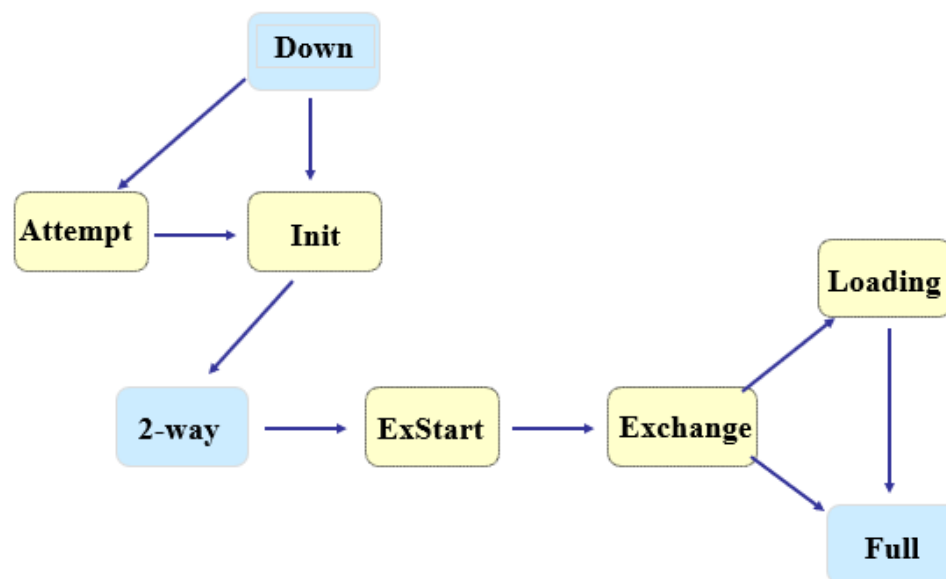 Down
Attempt
Init
Loading
2-way
ExStart
Exchange
Full